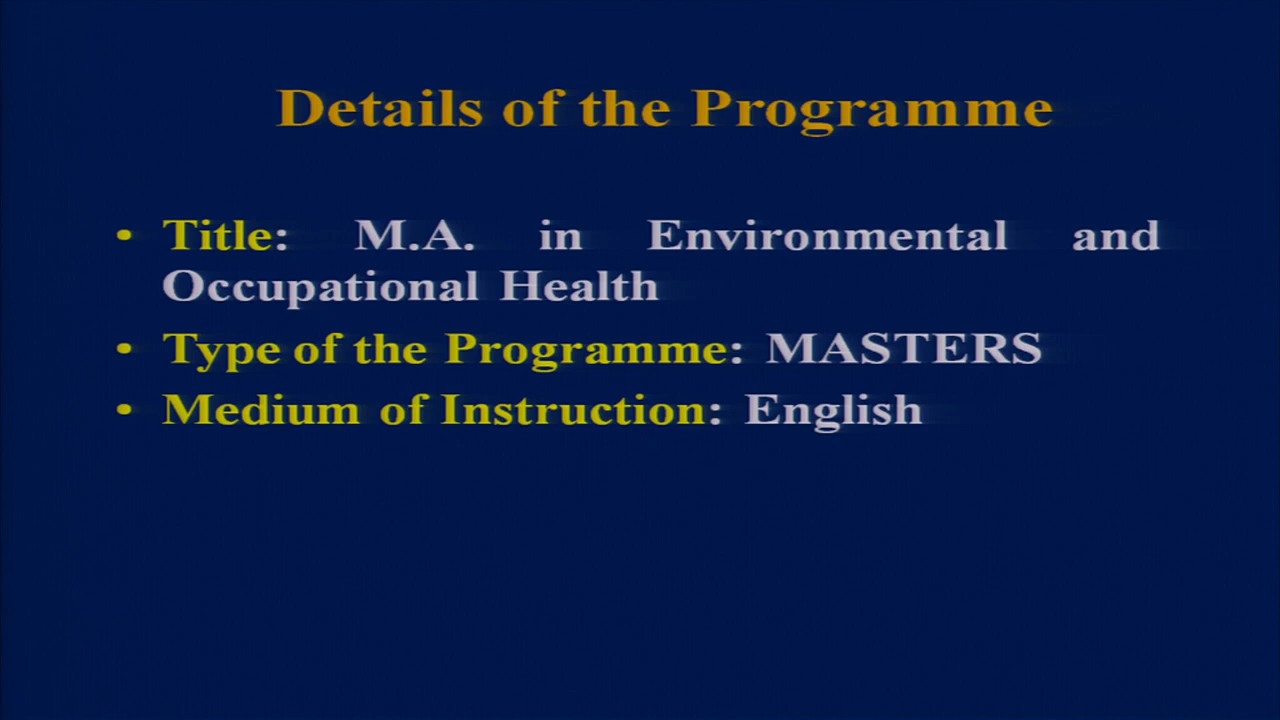 Details of the Programme
• Title: M.A. in Environmental and
Occupational Health
• Type of the Programme: MASTERS
• Medium of Instruction: English